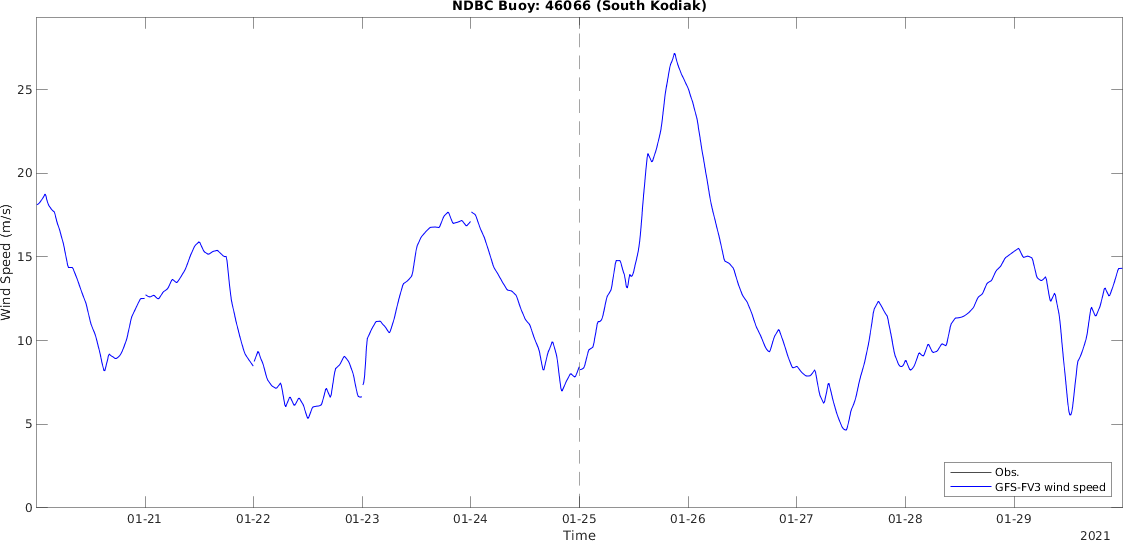 NDBC Buoy: 46066 (South Kodiak)
Wind Speed (m/s)
25
20
15
10
5
0
Obs.
GFS-FV3 wind speed
01-21 01-22 01-23 01-24 01-25 01-26 01-27 01-28 01-29
Time
2021